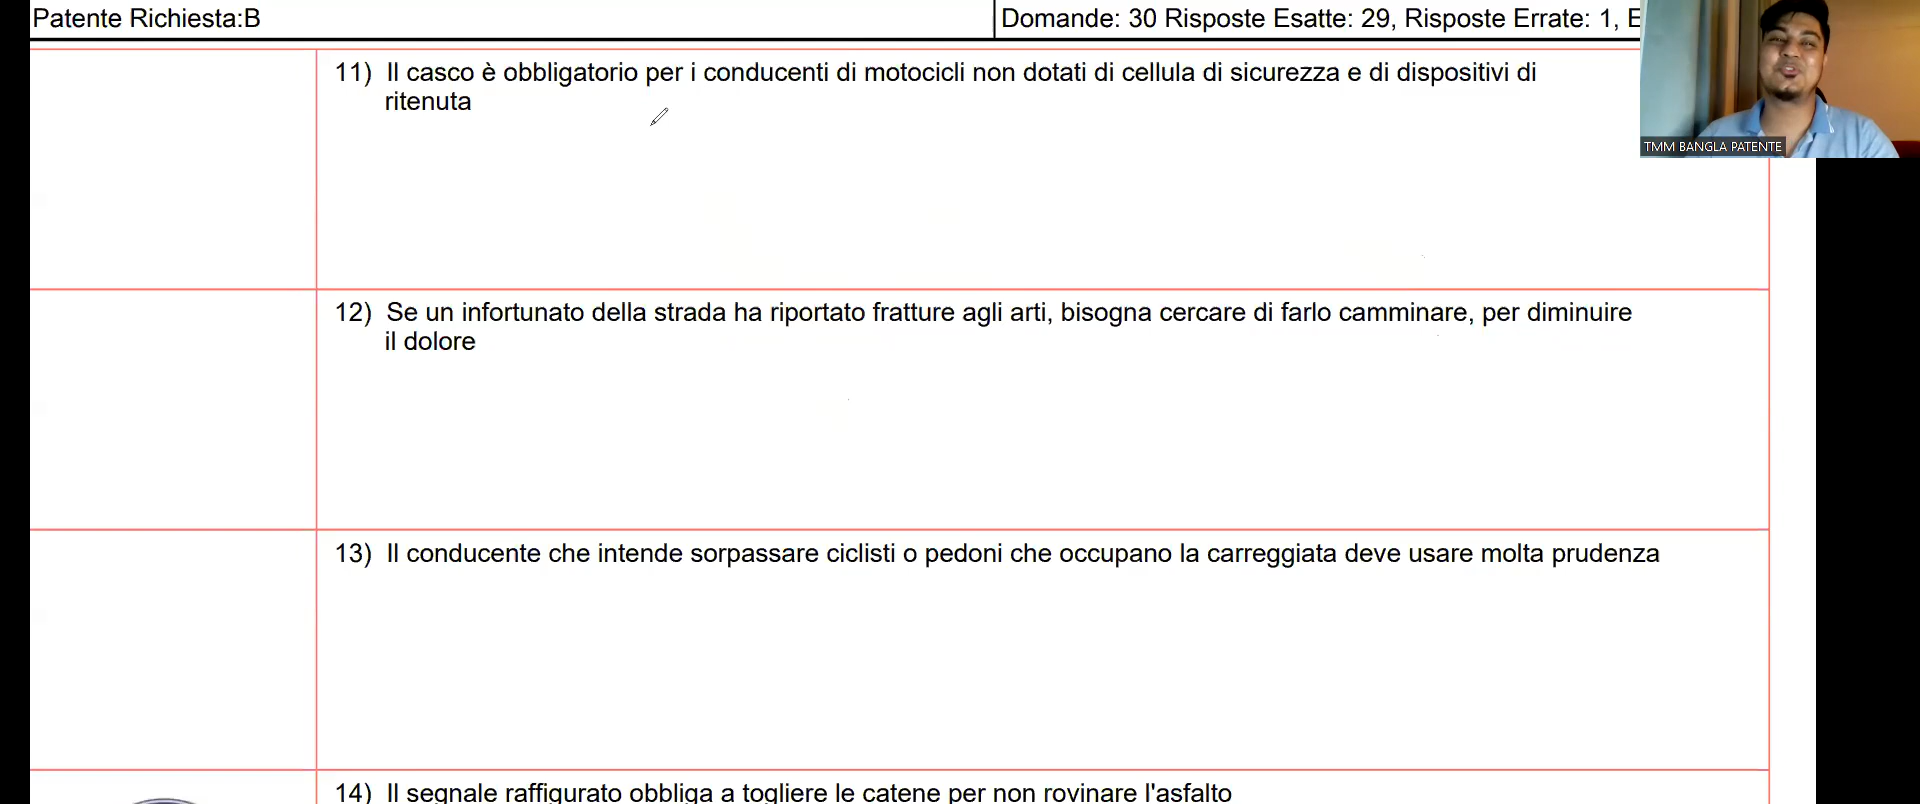 Patente Richiesta:B
Domande: 30 Risposte Esatte: 29, Risposte Errate: 1, E
11) Il casco è obbligatorio per i conducenti di motocicli non dotati di cellula di sicurezza e di dispositivi di
ritenuta
TMM BANGLA PATENTE
12) Se un infortunato della strada ha riportato fratture agli arti, bisogna cercare di farlo camminare, per diminuire
il dolore
13) Il conducente che intende sorpassare ciclisti o pedoni che occupano la carreggiata deve usare molta prudenza
14) Il segnale raffigurato obbliga a togliere le catene per non rovinare l'asfalto